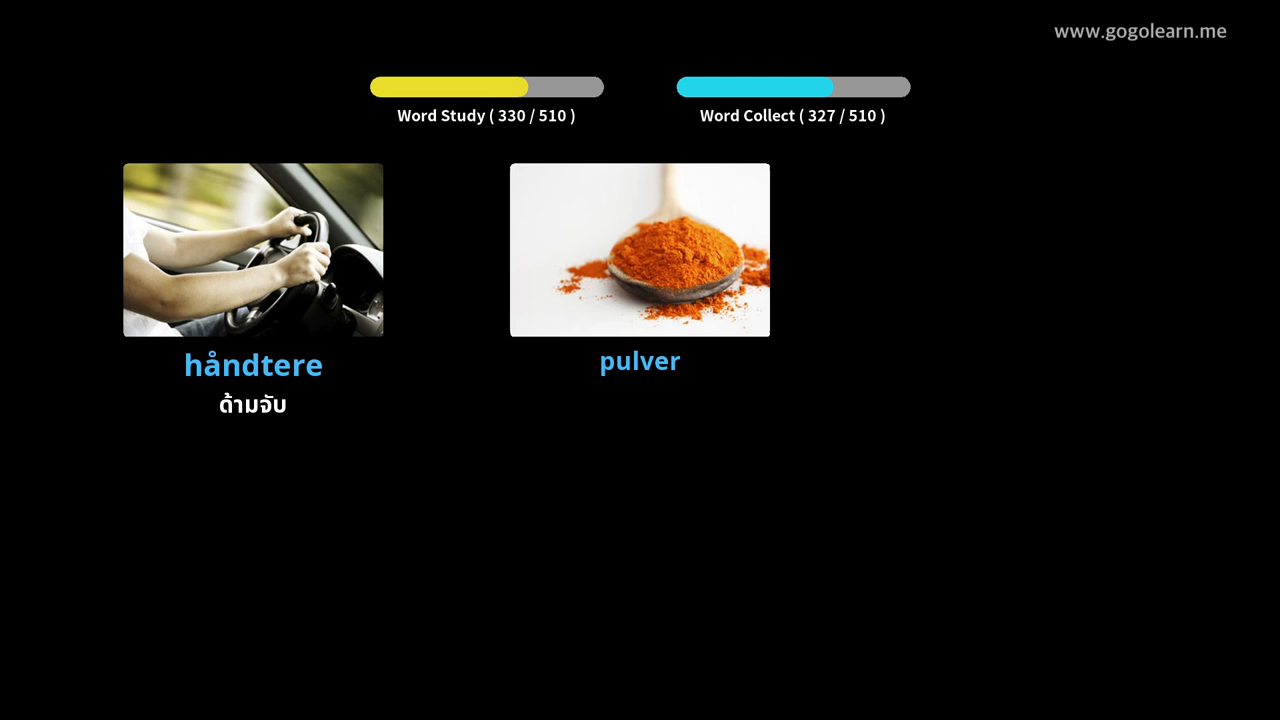 www.gogolearn.me
Word Study ( 330 / 510 )
Word Collect ( 327 / 510 )
håndtere
ด้ามจับ
pulver